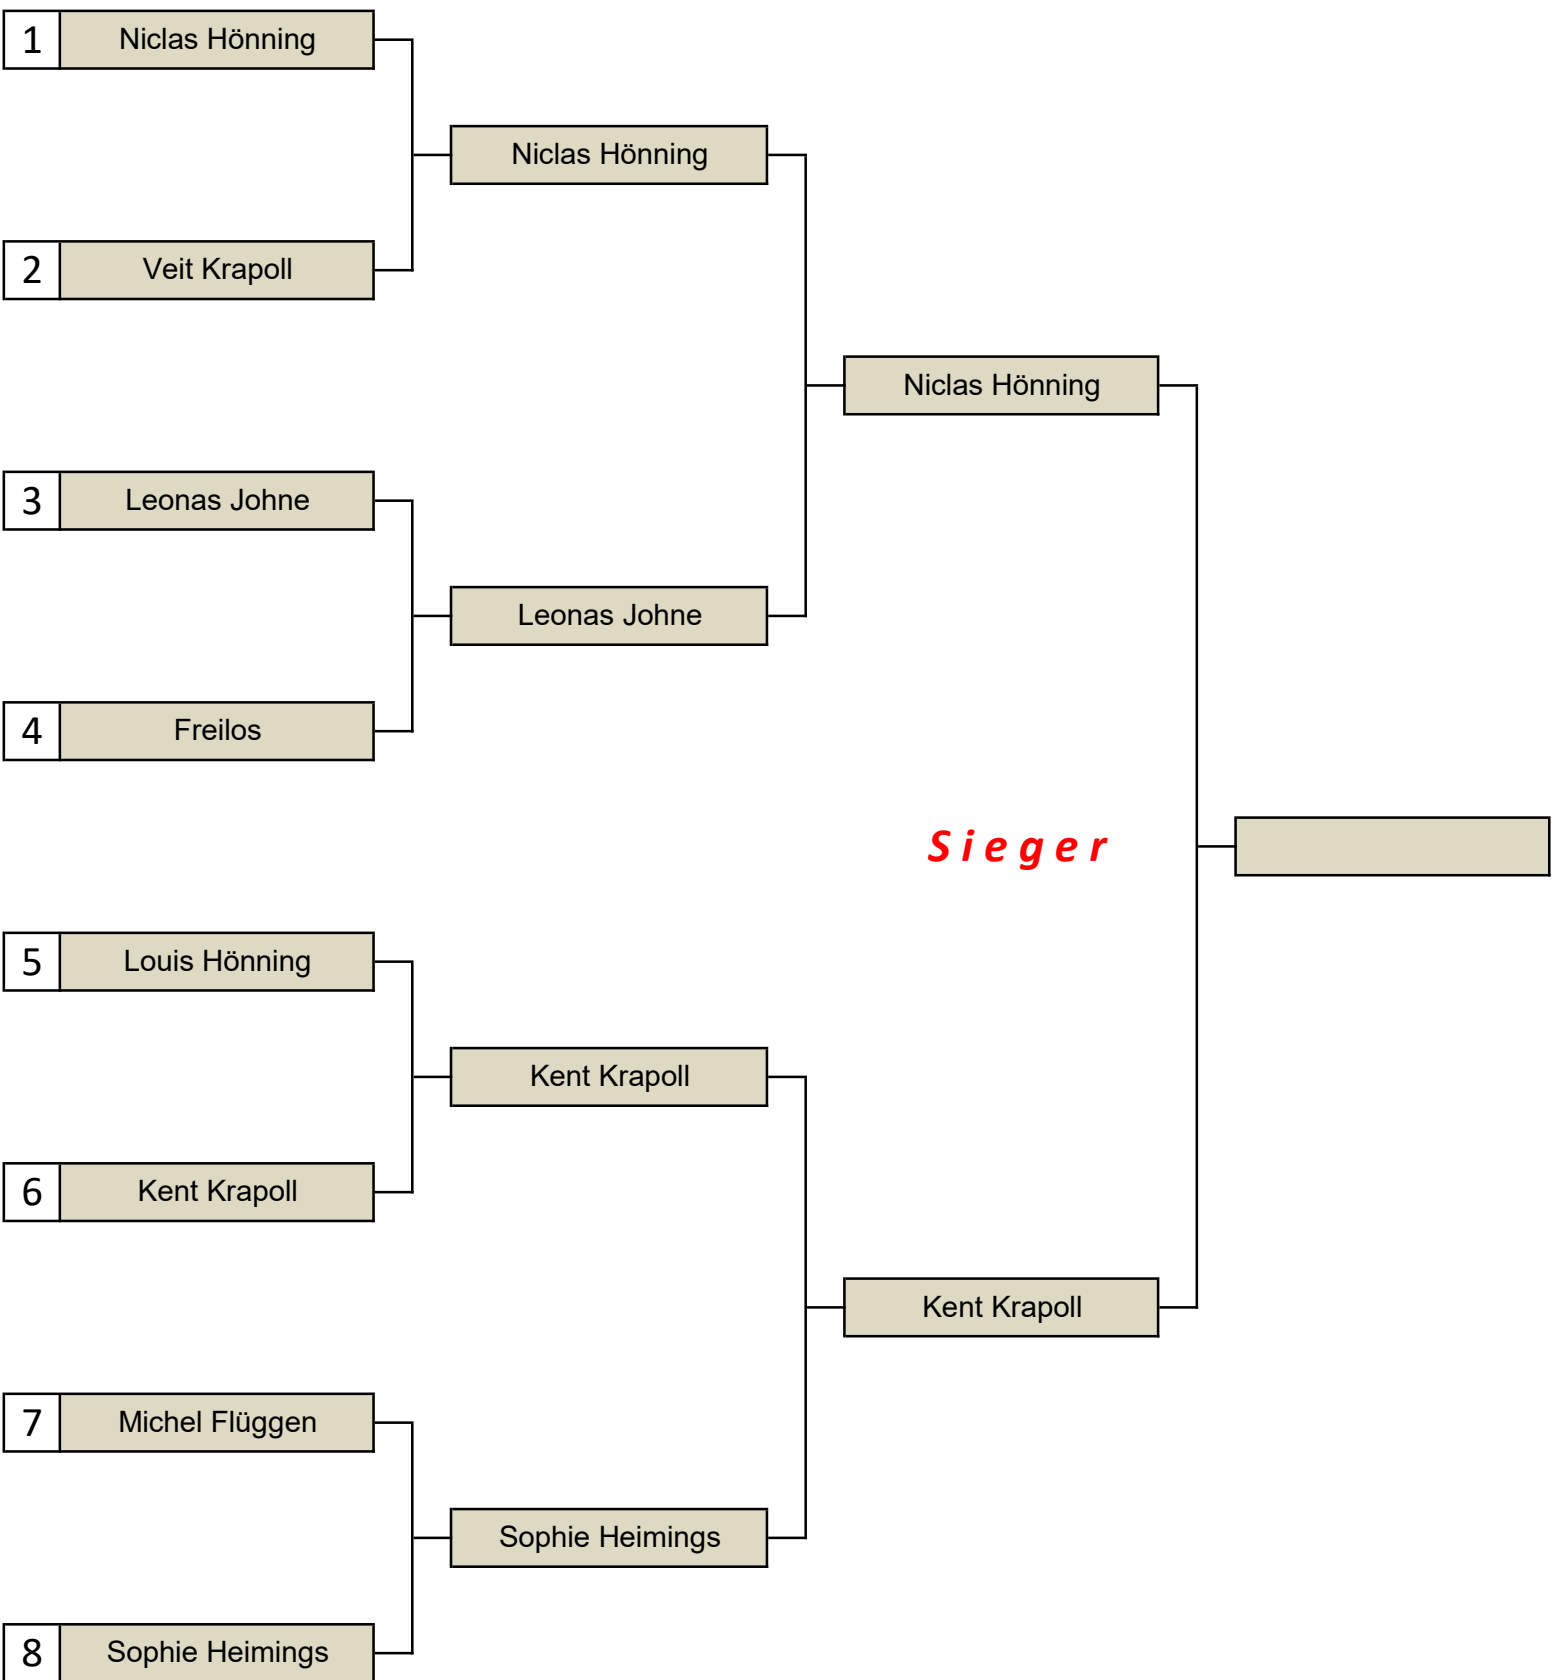 1 Niclas Hönning
Niclas Hönning
2 Veit Krapoll
Niclas Hönning
3 Leonas Johne
Leonas Johne
4 Freilos
Sieger
5 Louis Hönning
Kent Krapoll
6 Kent Krapoll
Kent Krapoll
7 Michel Flüggen
Sophie Heimings
8 Sophie Heimings